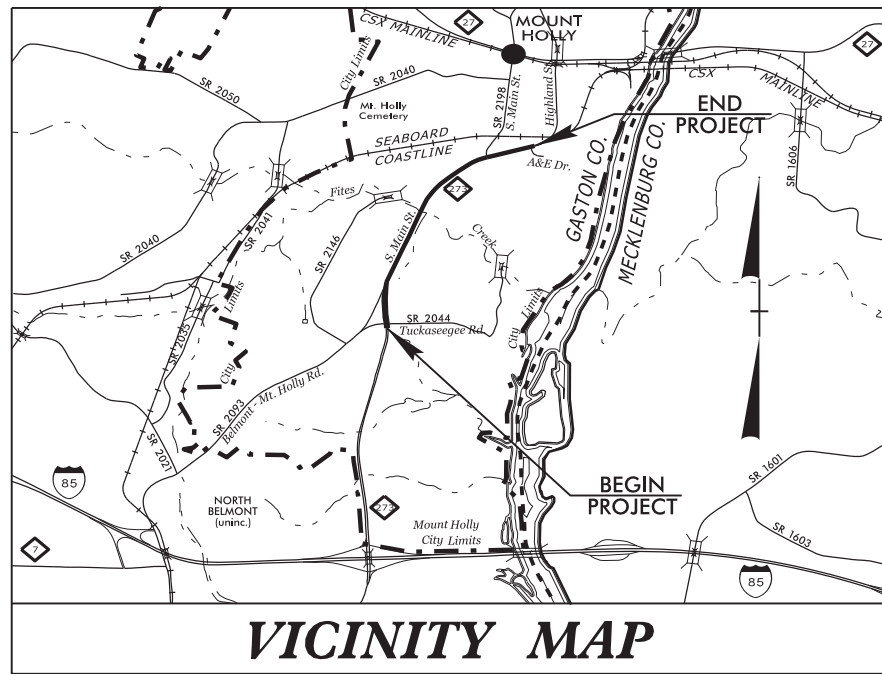 27
MOUNT
HOLLY
CSX MAINLINE
City Limits
27
CSX
MAINLINE
SR 2050
SR 2040
Mt. Holly
Cemetery
SR 2198
S. Main St.
Highland St.
END
PROJECT
SEABOARD
COASTLINE
A&E Dr.
SR 1606
Fites
273
GASTON CO.
MECKLENBURG CO.
SR 2041
SR 2040
SR 2146
S. Main St.
Creek
City Limits
SR 2035
City Limits
SR 2044
Tuckaseegee Rd.
SR 2093
Belmont - Mt. Holly Rd.
SR 2021
85
NORTH
BELMONT
(uninc.)
273
Mount Holly
City Limits
BEGIN
PROJECT
SR 1601
SR 1603
7
85
VICINITY MAP